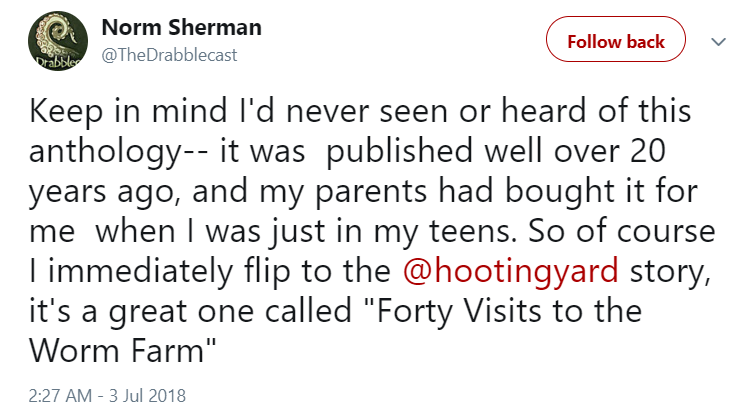 Norm Sherman
@TheDrabblecast
Follow back
Drabblec
Keep in mind I'd never seen or heard of this
anthology-- it was  published well over 20
years ago, and my parents had bought it for
me  when I was just in my teens. So of course
I immediately flip to the @hootingyard story,
it's a great one called "Forty Visits to the
Worm Farm"
2:27 AM - 3 Jul 2018